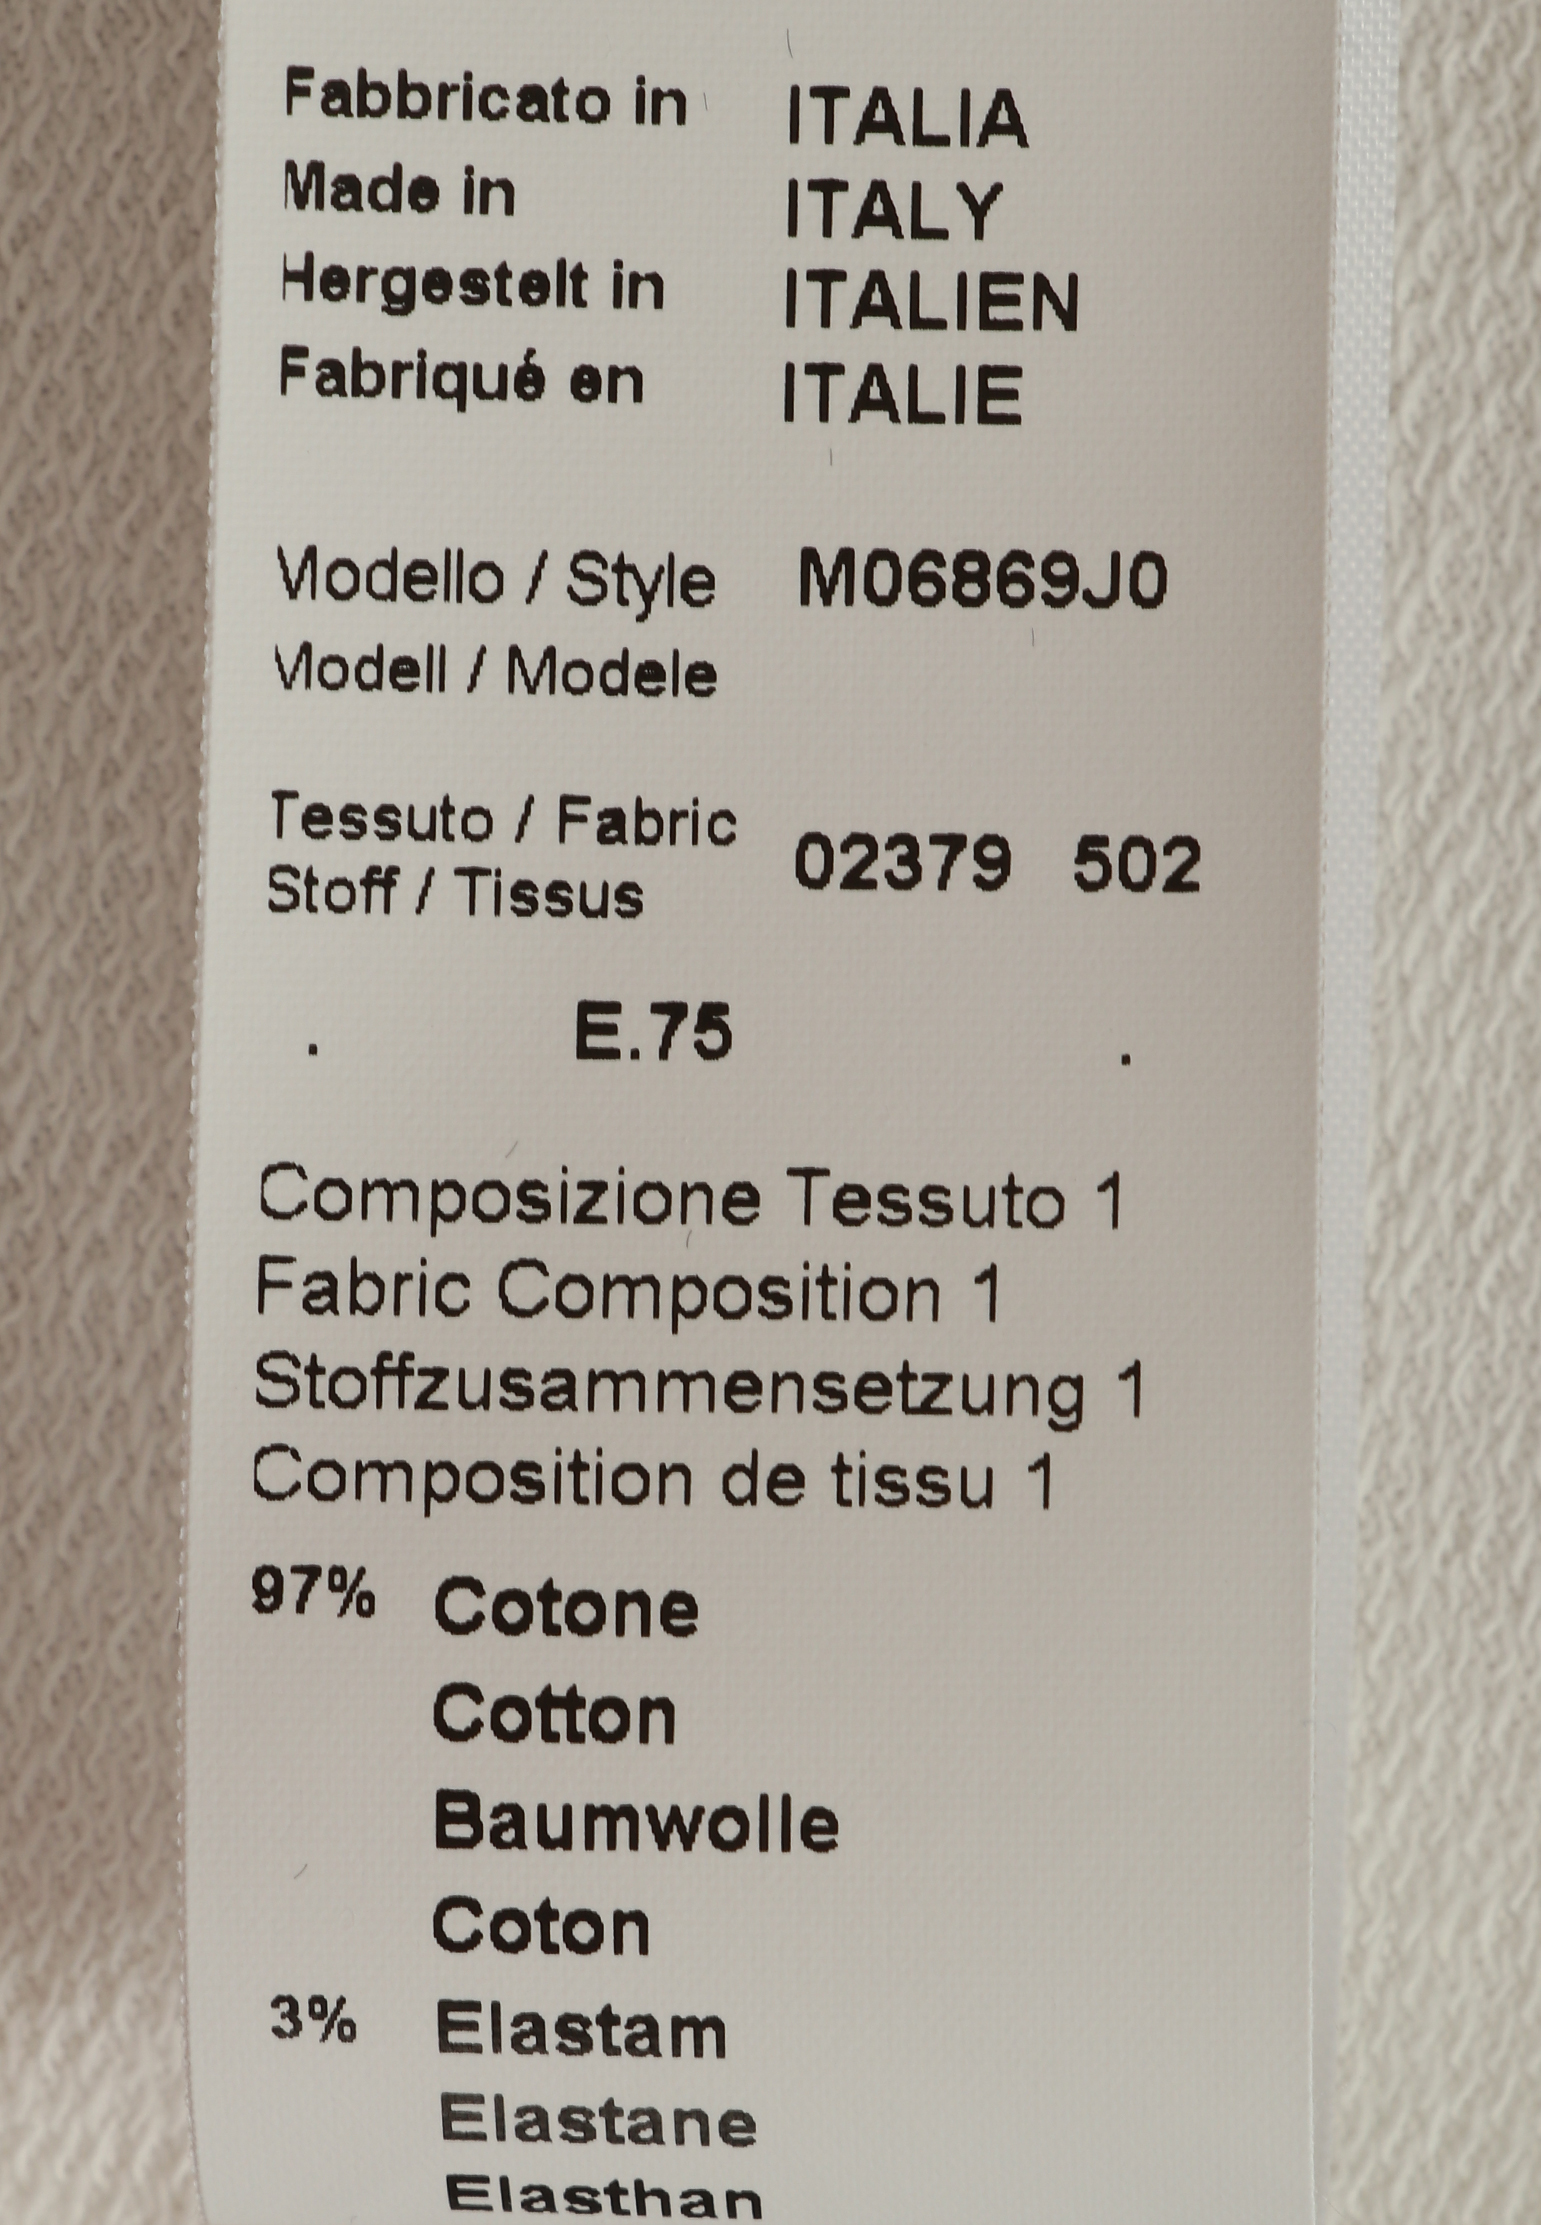 Fabbricato in ITALIA
Made in ITALY
Hergestelt in ITALIEN
Fabriqué en ITALIE
Modello / Style M06869J0
Modell / Modele
Tessuto / Fabric 02379 502
Stoff / Tissus
. E.75 .
Composizione Tessuto 1
Fabric Composition 1
Stoffzusammensetzung 1
Composition de tissu 1
97% Cotone
Cotton
Baumwolle
Coton
3% Elastam
Elastane
Elasthan